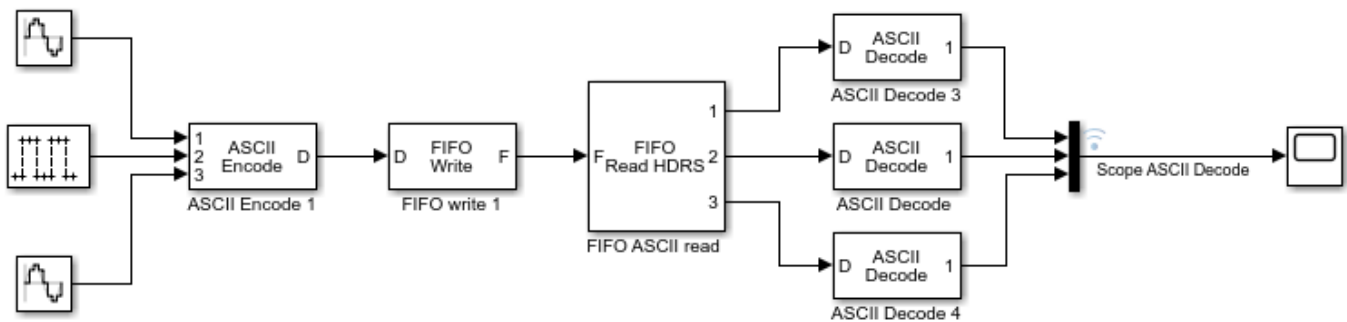 1
2
3
ASCII
Encode
D
ASCII Encode 1
D
FIFO
Write
F
FIFO write 1
F
FIFO
Read HDRS
1
2
3
FIFO ASCII read
D
ASCII
Decode
1
ASCII Decode 3
D
ASCII
Decode
1
ASCII Decode
D
ASCII
Decode
1
ASCII Decode 4
Scope ASCII Decode